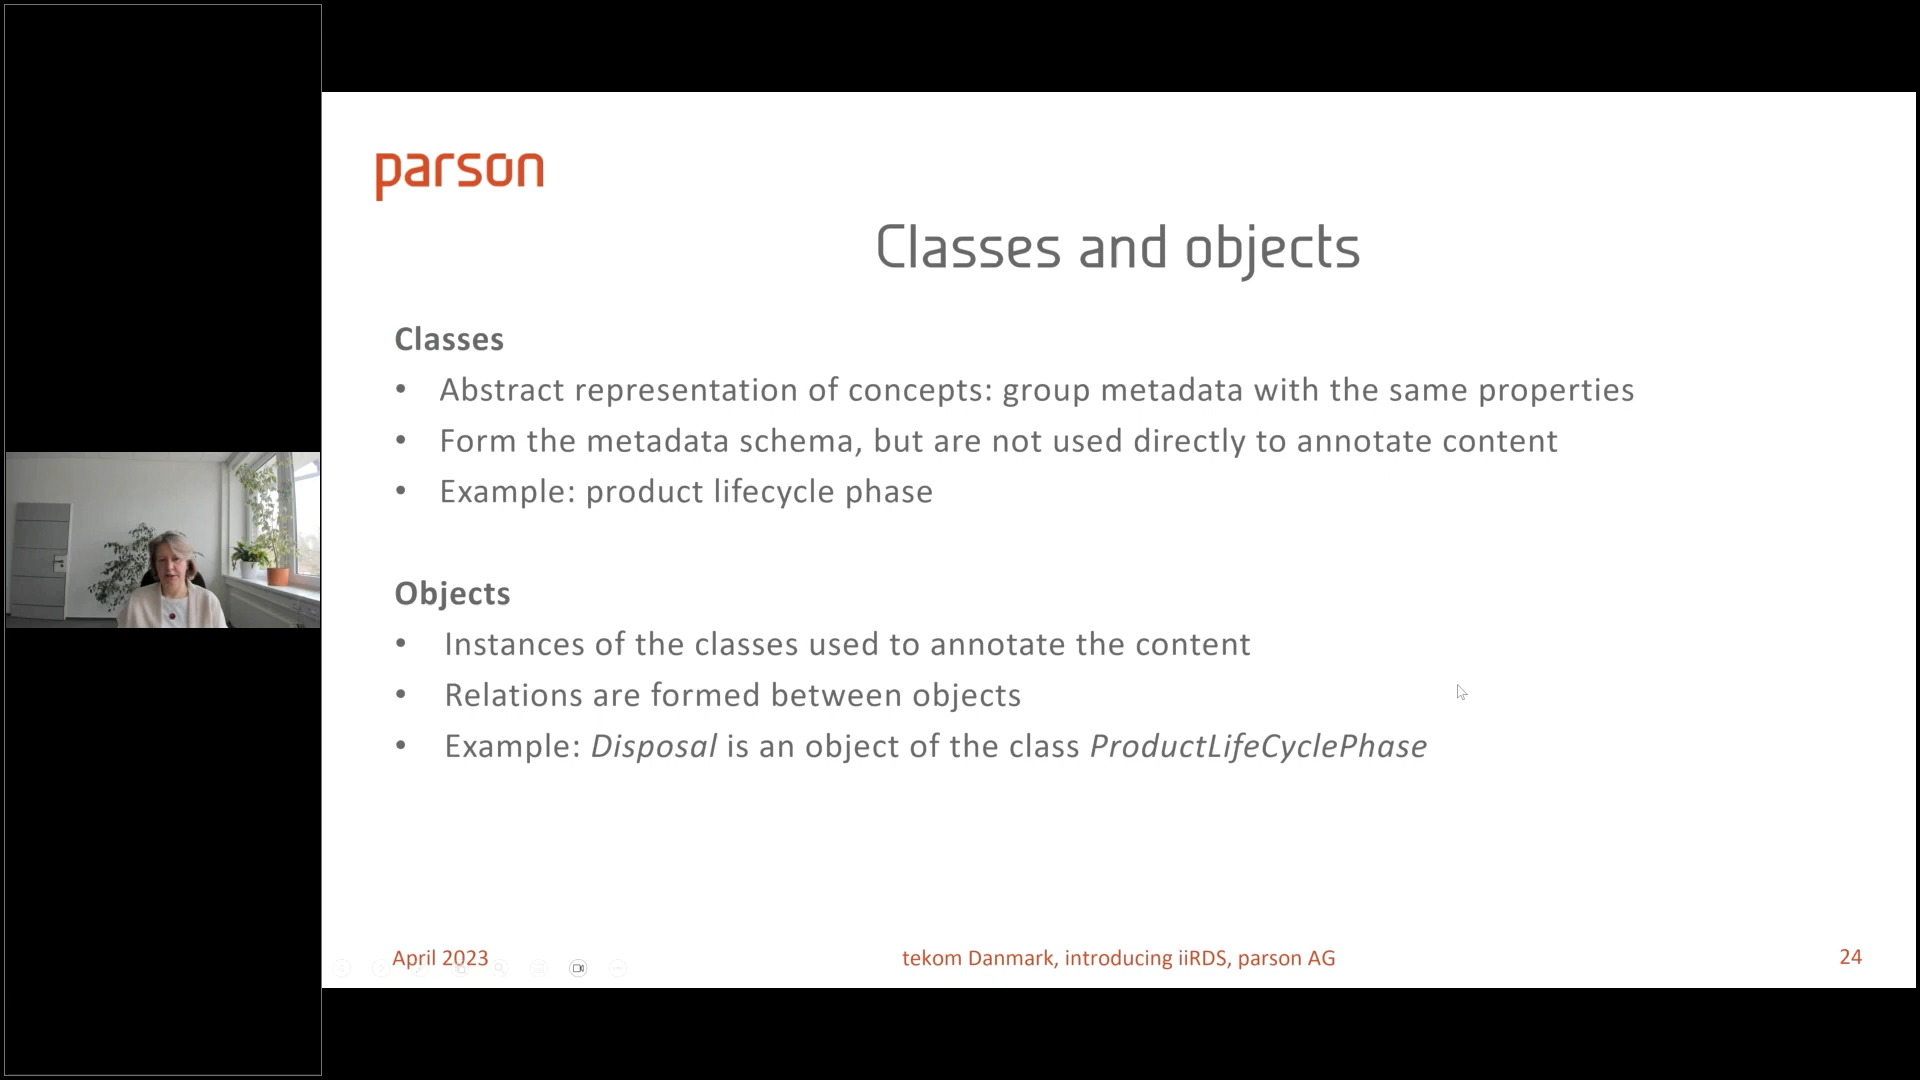 parson
Classes and objects
Classes
• Abstract representation of concepts: group metadata with the same properties
• Form the metadata schema, but are not used directly to annotate content
• Example: product lifecycle phase
Objects
• Instances of the classes used to annotate the content
• Relations are formed between objects
• Example: Disposal is an object of the class ProductLifeCyclePhase
April 2023
tekom Danmark, introducing iiRDS, parson AG
24